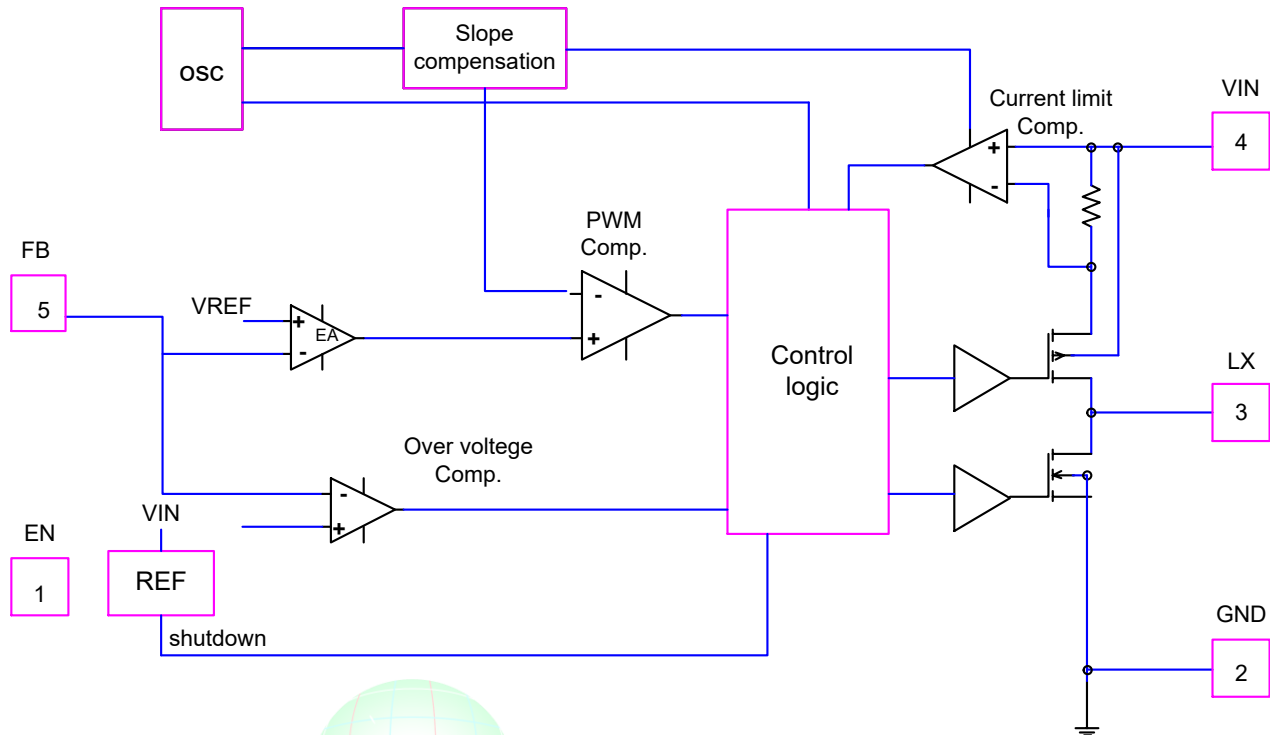 Slope
compensation
OSC
Current limit
Comp.
VIN
4
+
-
PWM
Comp.
FB
5
VREF
+
-
EA
-
+
Control
logic
LX
3
Over voltege
Comp.
-
+
VIN
EN
1
REF
shutdown
GND
2